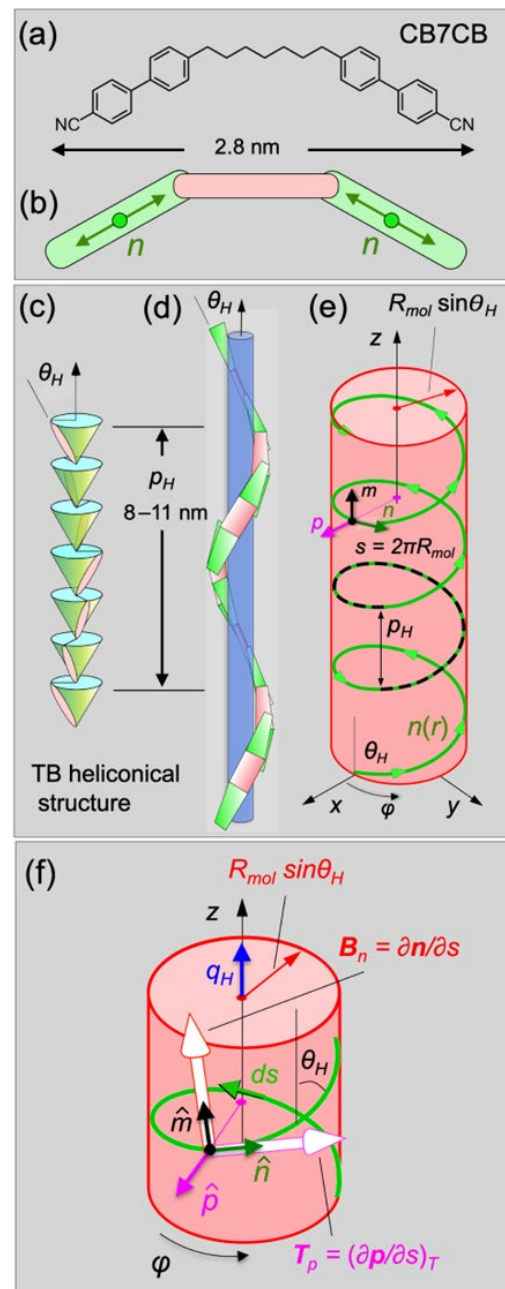 (a)
CB7CB
NC
CN
2.8 nm
(b)
n
n
(c)
θH
(d)
θH
(e)
Rmol sinθH
z
pH
8–11 nm
m
n
p
s = 2πRmol
pH
n(r)
θH
TB heliconical
structure
x
φ
y
(f)
Rmol sinθH
z
qH
Bn = ∂n/∂s
θH
ds
m̂
n̂
p̂
φ
Tp = (∂p/∂s)T